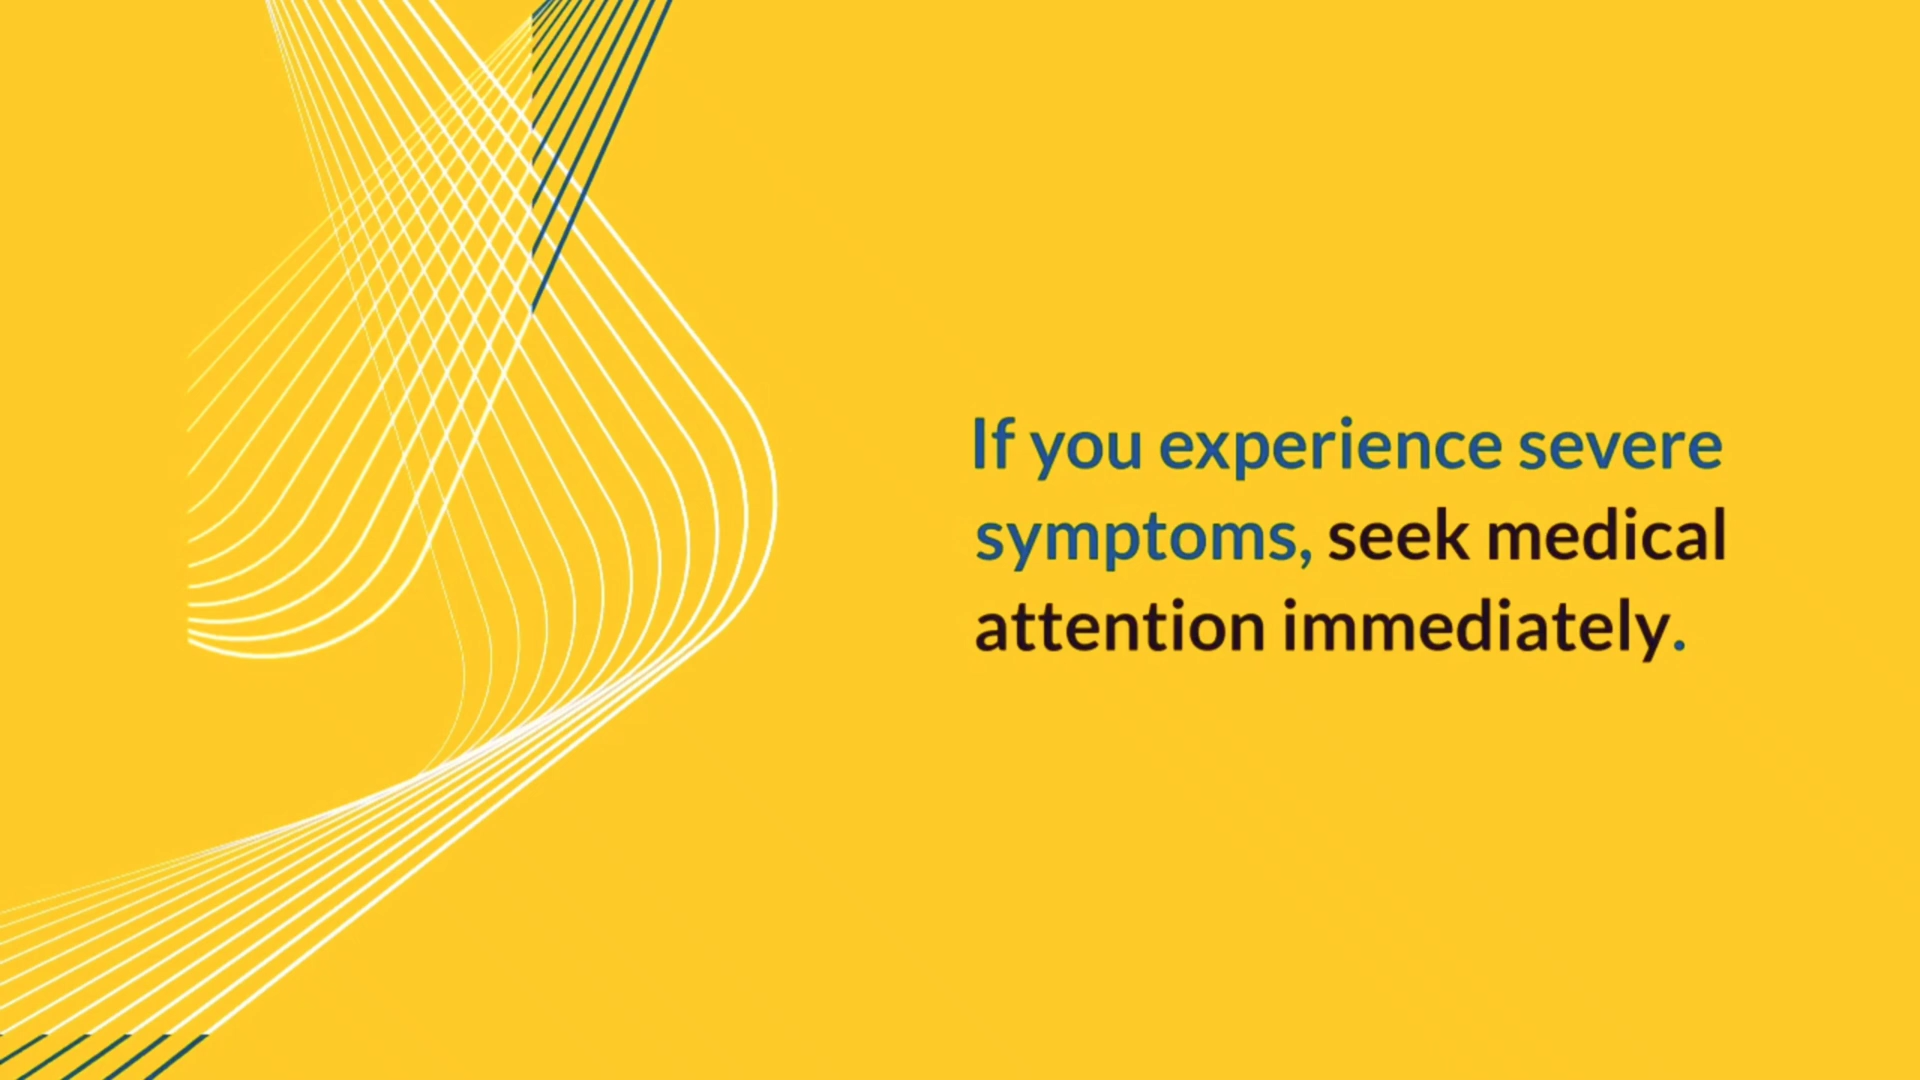 If you experience severe
symptoms, seek medical
attention immediately.